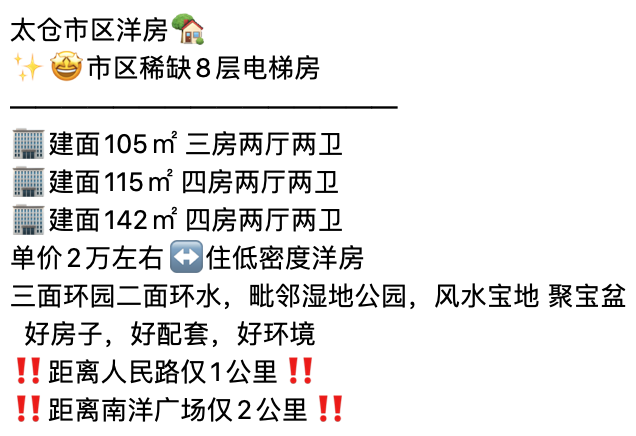 太仓市区洋房🏡
✨🤩市区稀缺8层电梯房
———————————————
🏢建面105㎡ 三房两厅两卫
🏢建面115㎡ 四房两厅两卫
🏢建面142㎡ 四房两厅两卫
单价2万左右↔️住低密度洋房
三面环园二面环水，毗邻湿地公园，风水宝地 聚宝盆
好房子，好配套，好环境
‼️距离人民路仅1公里‼️
‼️距离南洋广场仅2公里‼️